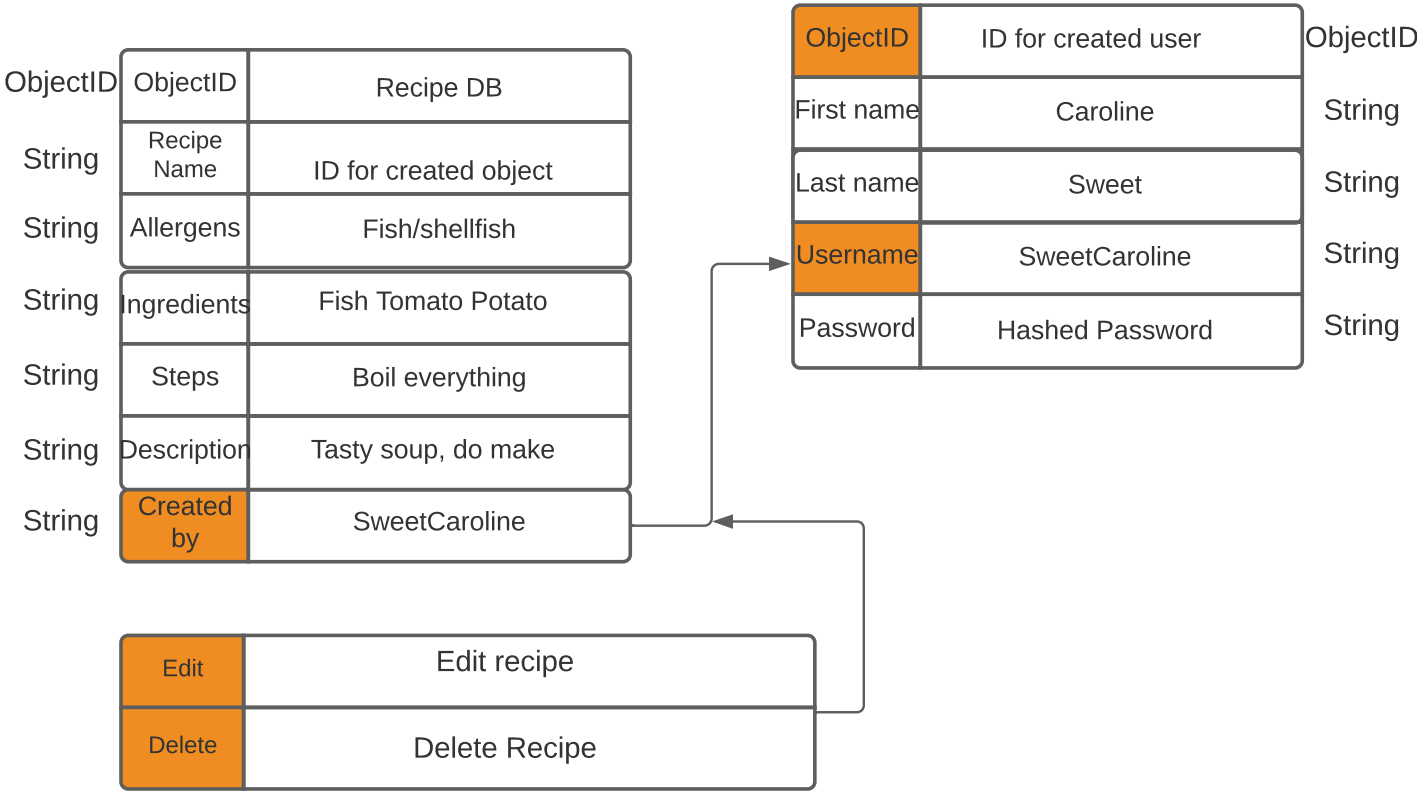 ObjectID ObjectID Recipe DB
String Recipe
Name ID for created object
String Allergens Fish/shellfish
String Ingredients Fish Tomato Potato
String Steps Boil everything
String Description Tasty soup, do make
String Created
by SweetCaroline
ObjectID ID for created user ObjectID
First name Caroline String
Last name Sweet String
Username SweetCaroline String
Password Hashed Password String
Edit Edit recipe
Delete Delete Recipe